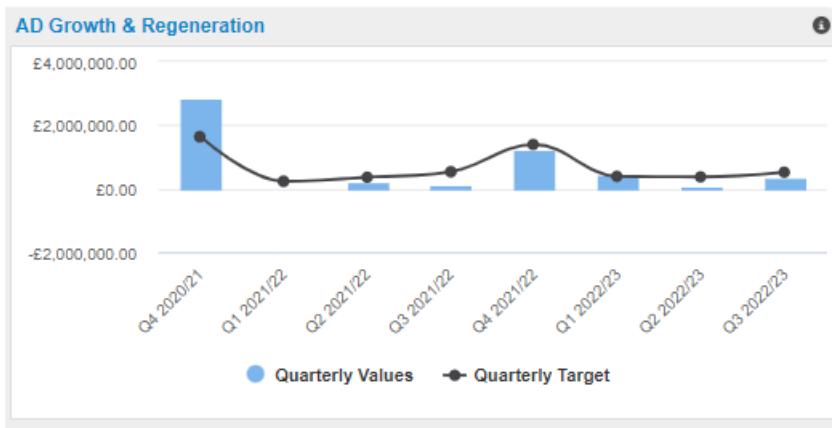 AD Growth & Regeneration
£4,000,000.00
£2,000,000.00
£0.00
-£2,000,000.00
Q4 2020/21
Q1 2021/22
Q2 2021/22
Q3 2021/22
Q4 2021/22
Q1 2022/23
Q2 2022/23
Q3 2022/23
Quarterly Values Quarterly Target